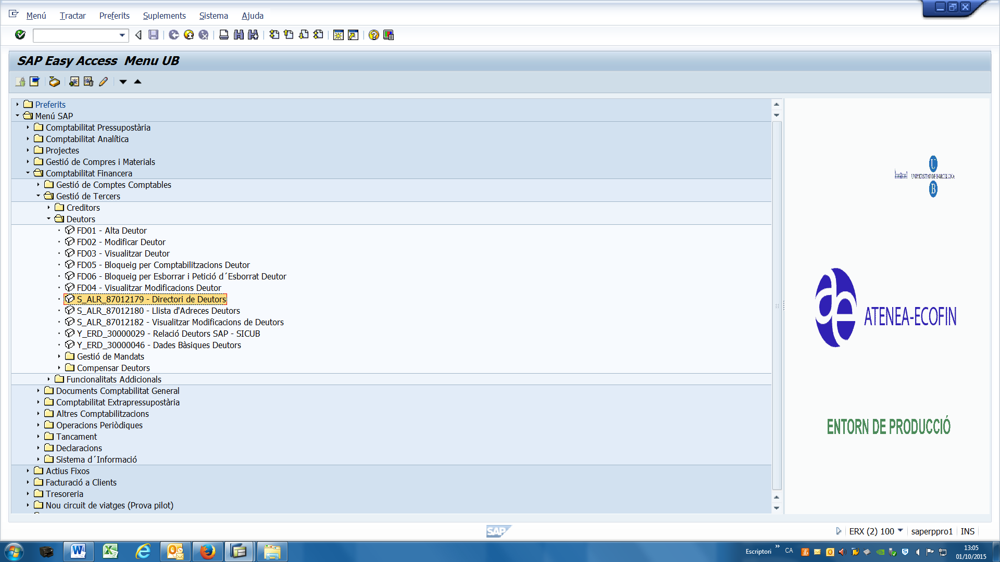 Menú Tractar Preferits Suplements Sistema Ajuda
SAP Easy Access Menu UB
Preferits
Menú SAP
Comptabilitat Pressupostària
Comptabilitat Analítica
Projectes
Gestió de Compres i Materials
Comptabilitat Financera
Gestió de Comptes Comptables
Gestió de Tercers
Creditors
Deutors
FD01 - Alta Deutor
FD02 - Modificar Deutor
FD03 - Visualitzar Deutor
FD05 - Bloqueig per Comptabilitzacions Deutor
FD06 - Bloqueig per Esborrar i Petició d´Esborrat Deutor
FD04 - Visualitzar Modificacions Deutor
S_ALR_87012179 - Directori de Deutors
S_ALR_87012180 - Llista d'Adreces Deutors
S_ALR_87012182 - Visualitzar Modificacions de Deutors
Y_ERD_30000029 - Relació Deutors SAP - SICUB
Y_ERD_30000046 - Dades Bàsiques Deutors
Gestió de Mandats
Compensar Deutors
Funcionalitats Addicionals
Documents Comptabilitat General
Comptabilitat Extrapressupostària
Altres Comptabilitzacions
Operacions Periòdiques
Tancament
Declaracions
Sistema d´Informació
Actius Fixos
Facturació a Clients
Tresoreria
Nou circuit de viatges (Prova pilot)
U
UNIVERSITAT DE BARCELONA
B
ae
ATENEA-ECOFIN
ENTORN DE PRODUCCIÓ
SAP
ERX (2) 100 saperppro1 INS
Escriptori » CA
13:05
01/10/2015